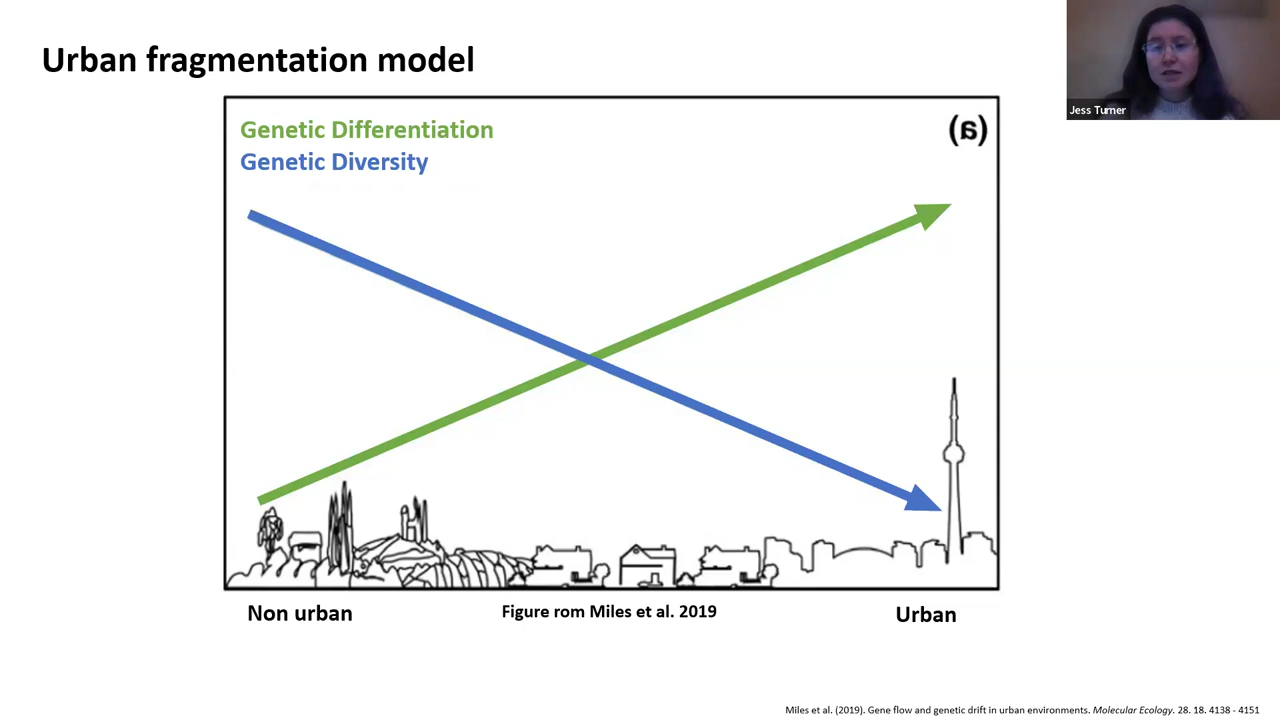 Urban fragmentation model
Jess Turner
Genetic Differentiation
(a)
Genetic Diversity
Non urban
Figure rom Miles et al. 2019
Urban
Miles et al. (2019). Gene flow and genetic drift in urban environments. Molecular Ecology. 28. 18. 4138 - 4151